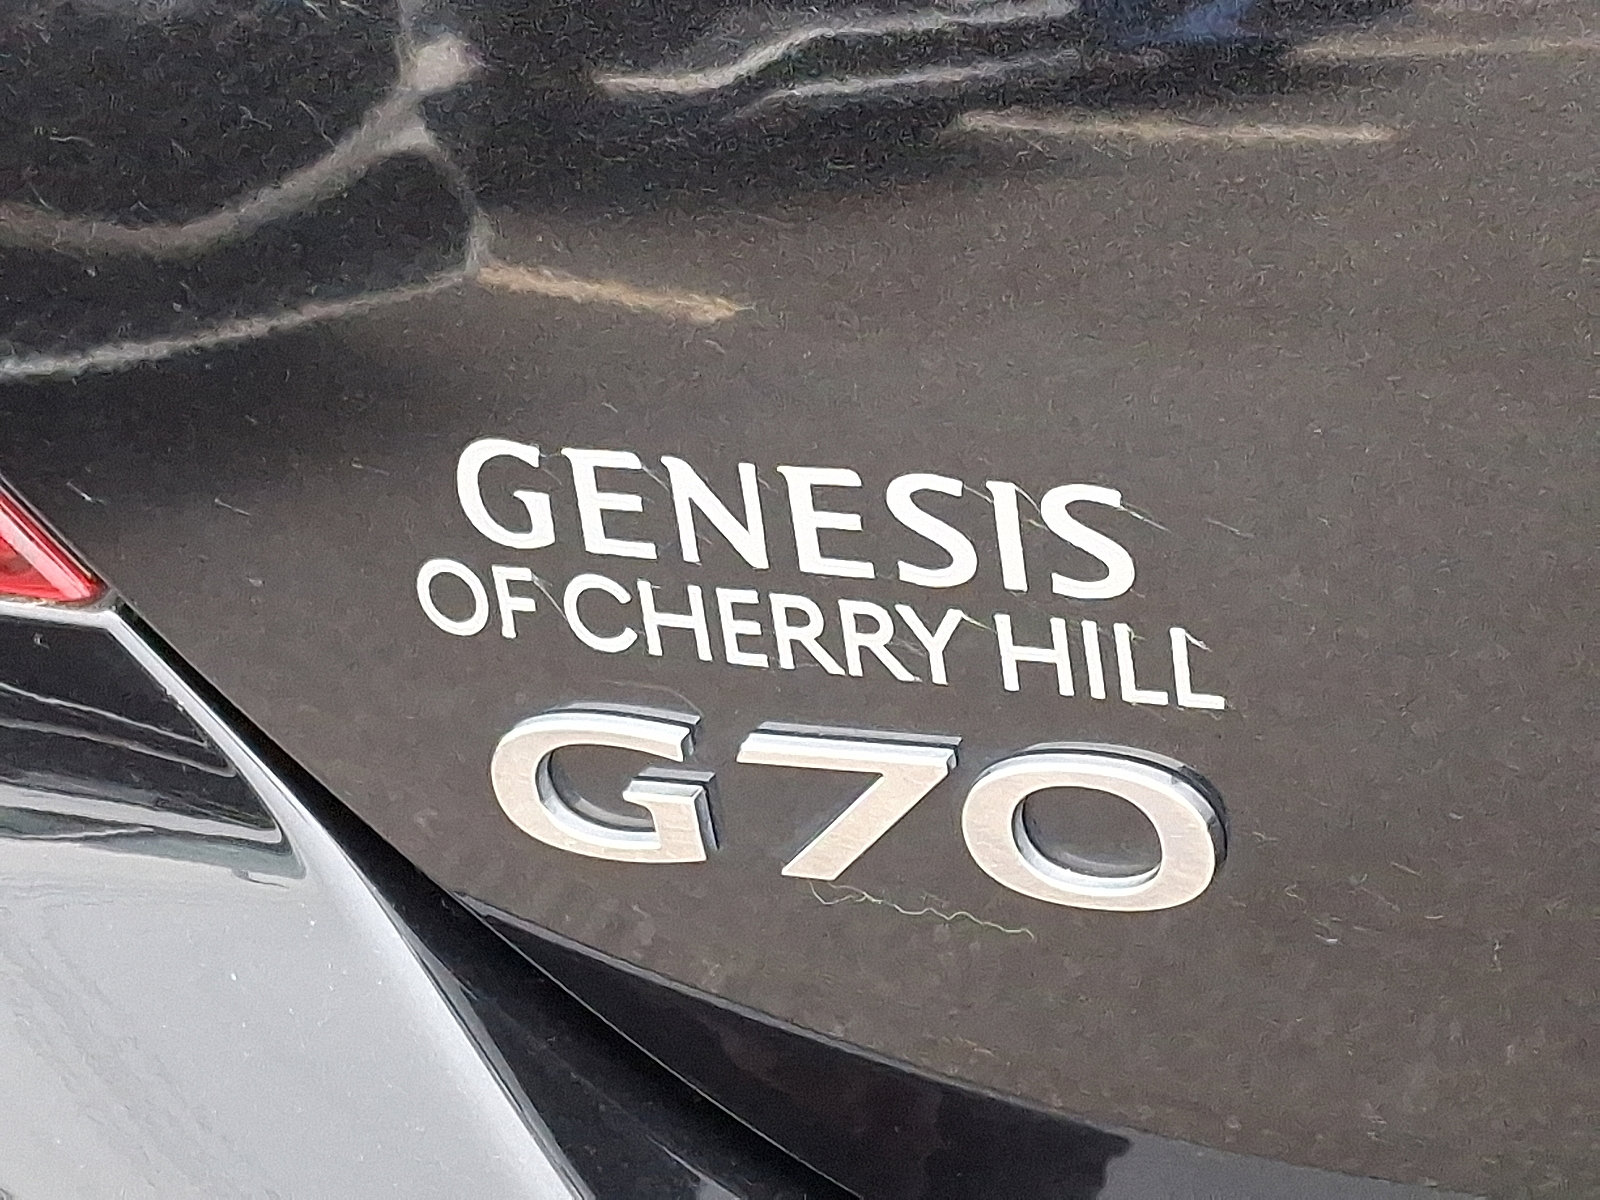 GENESIS
OF CHERRY HILL
G70